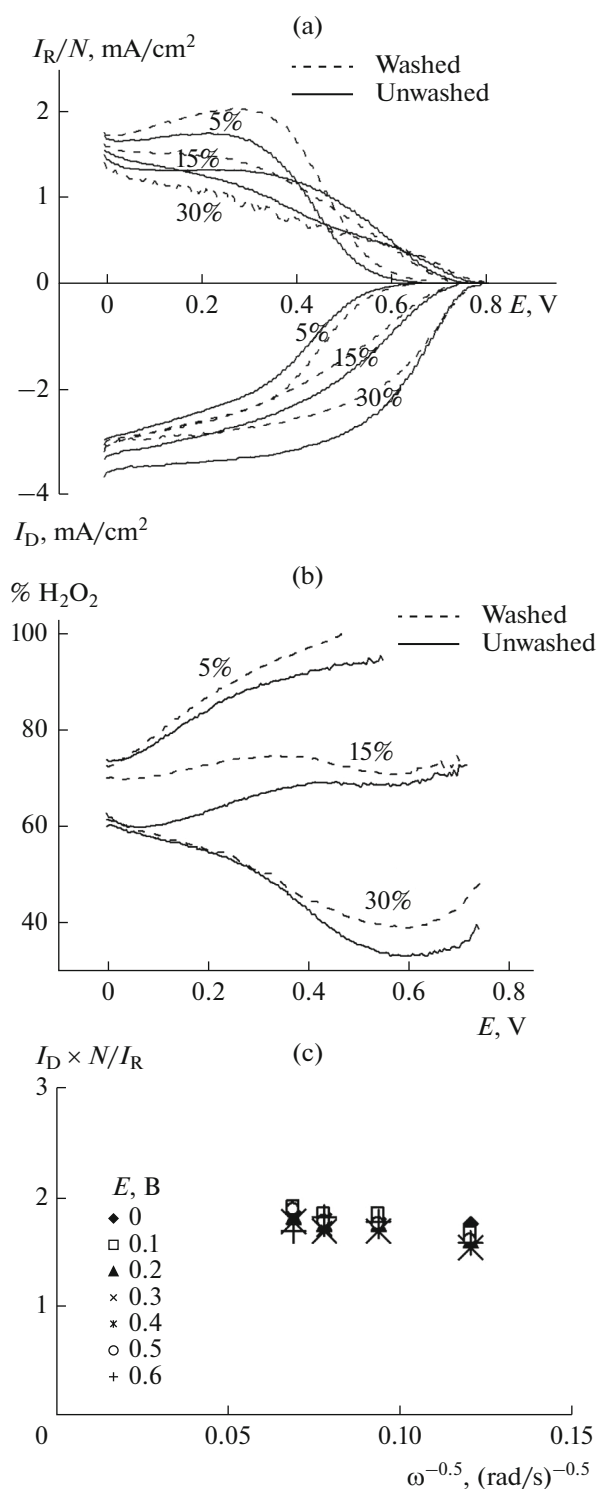 (a)
I_R/N, mA/cm²
Washed
Unwashed
2
1
0
−2
−4
5%
15%
30%
0 0.2 0.4 0.6 0.8
E, V
5%
15%
30%
I_D, mA/cm²
(b)
% H₂O₂
Washed
Unwashed
100
80
60
40
5%
15%
30%
0 0.2 0.4 0.6 0.8
E, V
I_D × N/I_R
(c)
3
2
1
E, B
0
0.1
0.2
0.3
0.4
0.5
0.6
0 0.05 0.10 0.15
ω^−0.5, (rad/s)^−0.5